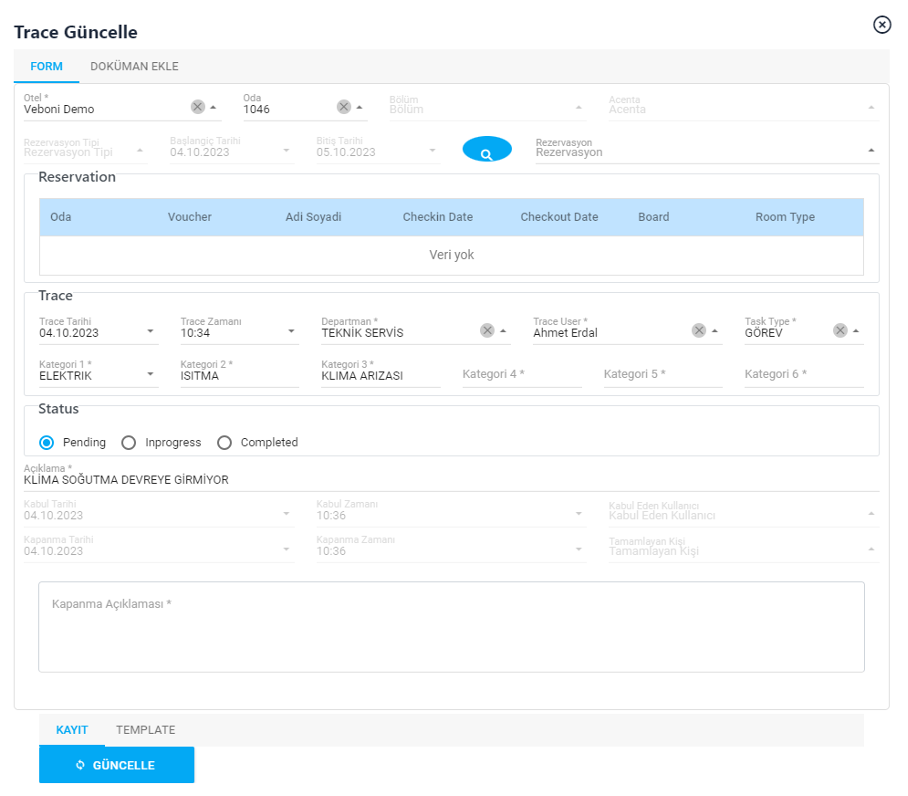 Trace Güncelle
FORM DOKÜMAN EKLE
Otel * Oda Bölüm Acenta
Veboni Demo 1046 Bölüm Acenta
Rezervasyon Tipi Başlangıç Tarihi Bitiş Tarihi Rezervasyon
Rezervasyon Tipi 04.10.2023 05.10.2023 Rezervasyon
Reservation
Oda Voucher Adi Soyadi Checkin Date Checkout Date Board Room Type
Veri yok
Trace
Trace Tarihi Trace Zamanı Departman * Trace User * Task Type *
04.10.2023 10:34 TEKNİK SERVİS Ahmet Erdal GÖREV
Kategori 1 * Kategori 2 * Kategori 3 * Kategori 4 * Kategori 5 * Kategori 6 *
ELEKTRIK ISITMA KLIMA ARIZASI
Status
Pending Inprogress Completed
Açıklama *
KLİMA SOĞUTMA DEVREYE GİRMİYOR
Kabul Tarihi Kabul Zamanı Kabul Eden Kullanıcı
04.10.2023 10:36 Kabul Eden Kullanıcı
Kapanma Tarihi Kapanma Zamanı Tamamlayan Kişi
04.10.2023 10:36 Tamamlayan Kişi
Kapanma Açıklaması *
KAYIT TEMPLATE
GÜNCELLE